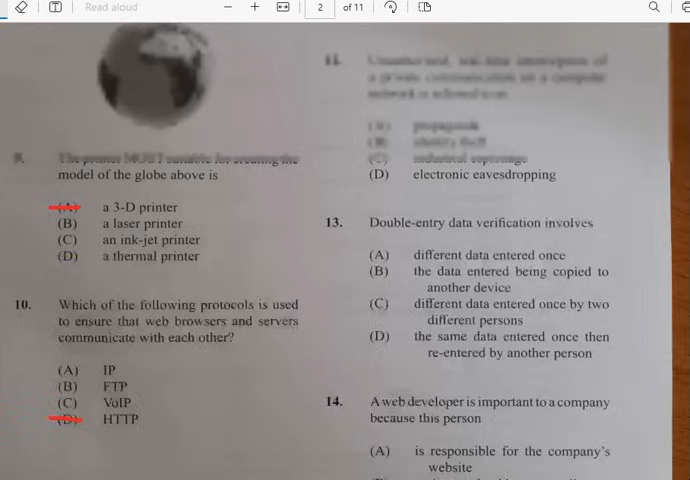 Read aloud
2
of 11
model of the globe above is
(A) a 3-D printer
(B) a laser printer
(C) an ink-jet printer
(D) a thermal printer
10. Which of the following protocols is used
to ensure that web browsers and servers
communicate with each other?
(A) IP
(B) FTP
(C) VoIP
(D) HTTP
(D) electronic eavesdropping
13. Double-entry data verification involves
(A) different data entered once
(B) the data entered being copied to
another device
(C) different data entered once by two
different persons
(D) the same data entered once then
re-entered by another person
14. A web developer is important to a company
because this person
(A) is responsible for the company's
website